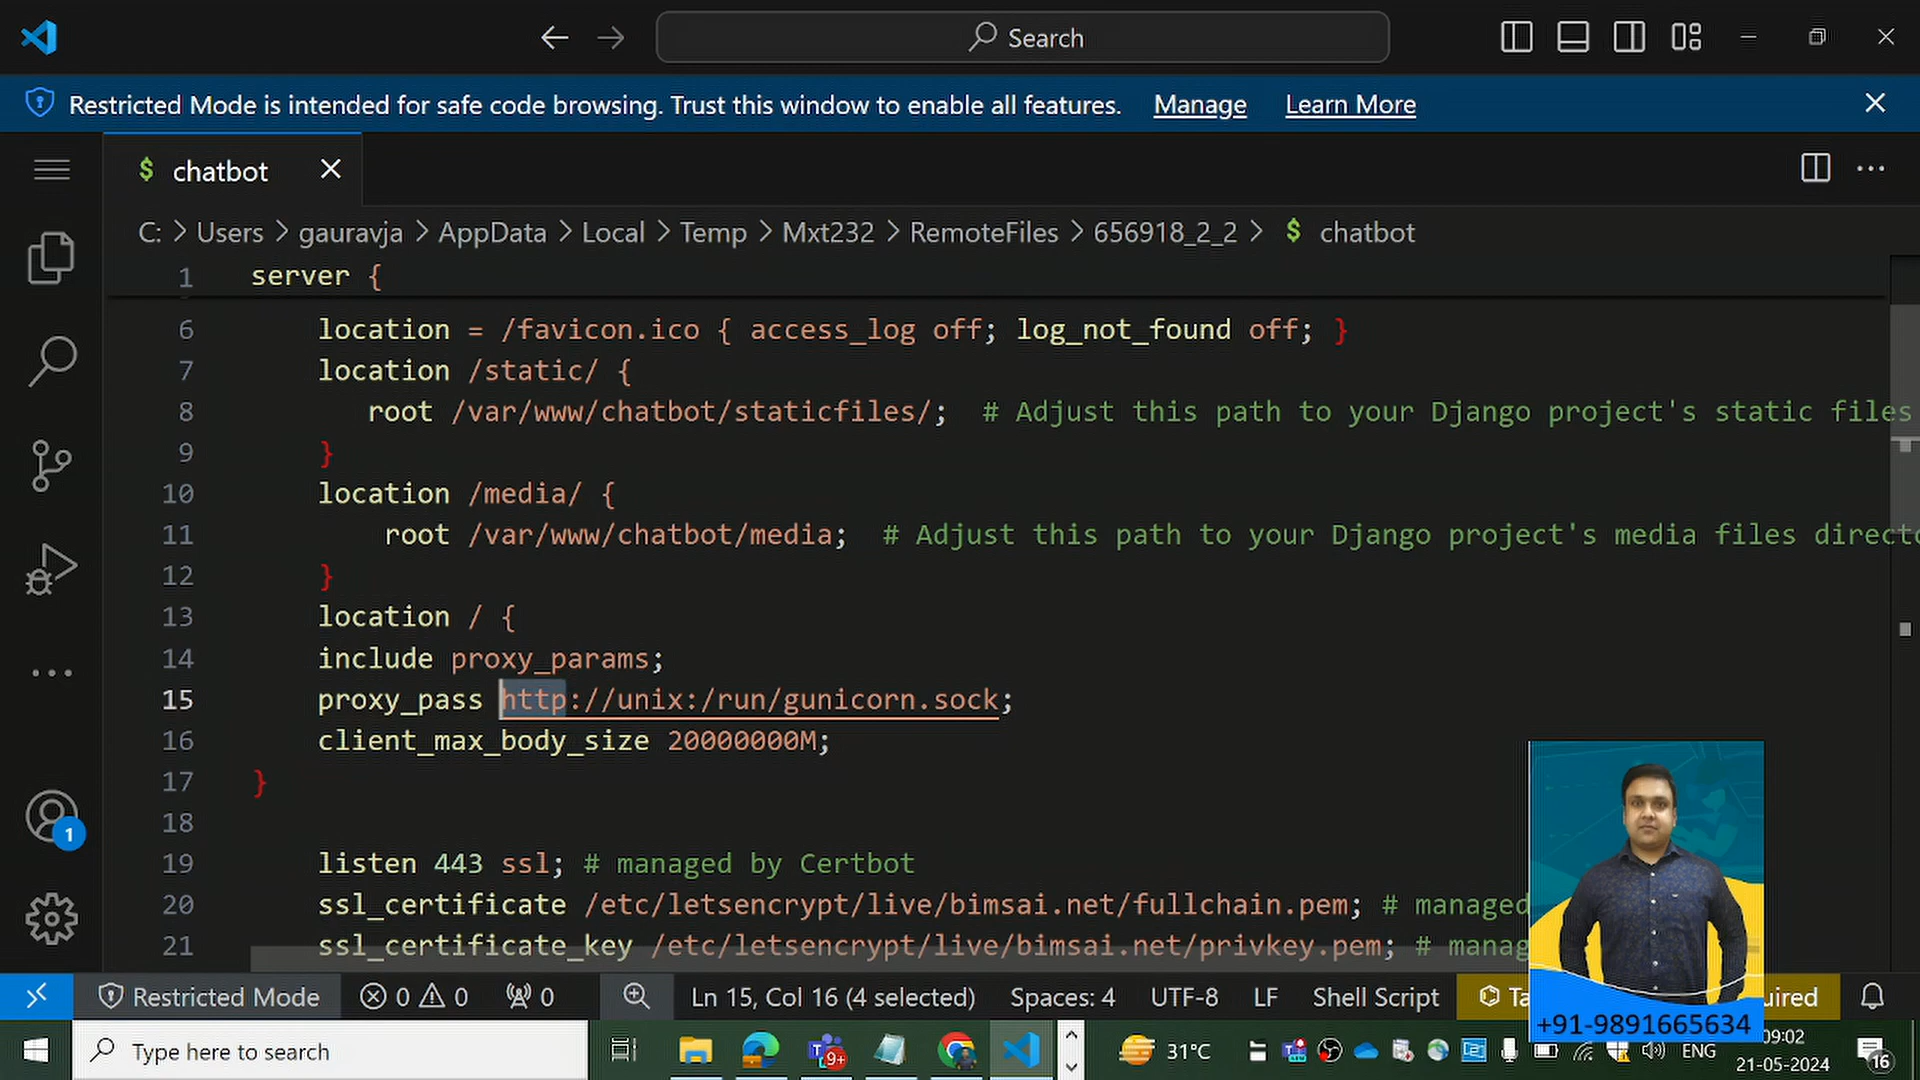 Search
Restricted Mode is intended for safe code browsing. Trust this window to enable all features. Manage Learn More
$ chatbot
C: > Users > gauravja > AppData > Local > Temp > Mxt232 > RemoteFiles > 656918_2_2 > $ chatbot
1 server {
6 location = /favicon.ico { access_log off; log_not_found off; }
7 location /static/ {
8 root /var/www/chatbot/staticfiles/; # Adjust this path to your Django project's static files
9 }
10 location /media/ {
11 root /var/www/chatbot/media; # Adjust this path to your Django project's media files direct
12 }
13 location / {
14 include proxy_params;
15 proxy_pass http://unix:/run/gunicorn.sock;
16 client_max_body_size 20000000M;
17 }
18
19 listen 443 ssl; # managed by Certbot
20 ssl_certificate /etc/letsencrypt/live/bimsai.net/fullchain.pem; # managed
21 ssl_certificate_key /etc/letsencrypt/live/bimsai.net/privkey.pem; # manag
1
Restricted Mode 0 0 0 Ln 15, Col 16 (4 selected) Spaces: 4 UTF-8 LF Shell Script Ta uired
+91-9891665634
Type here to search 9+ 31°C ENG 09:02
21-05-2024 16